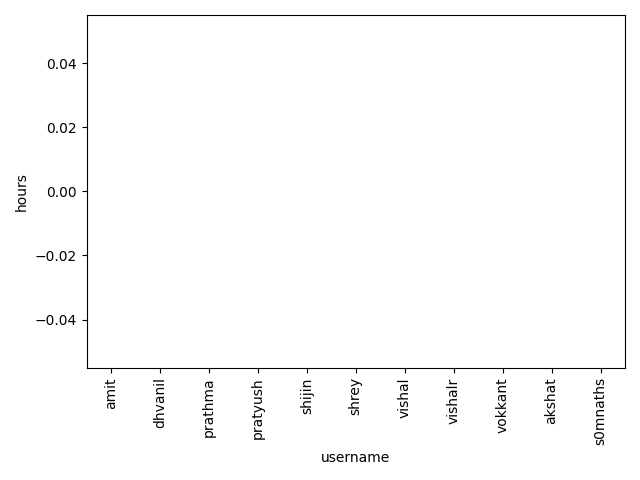 0.04
0.02
0.00
−0.02
−0.04
hours
amit
dhvanil
prathma
pratyush
shijin
shrey
vishal
vishalr
vokkant
akshat
s0mnaths
username